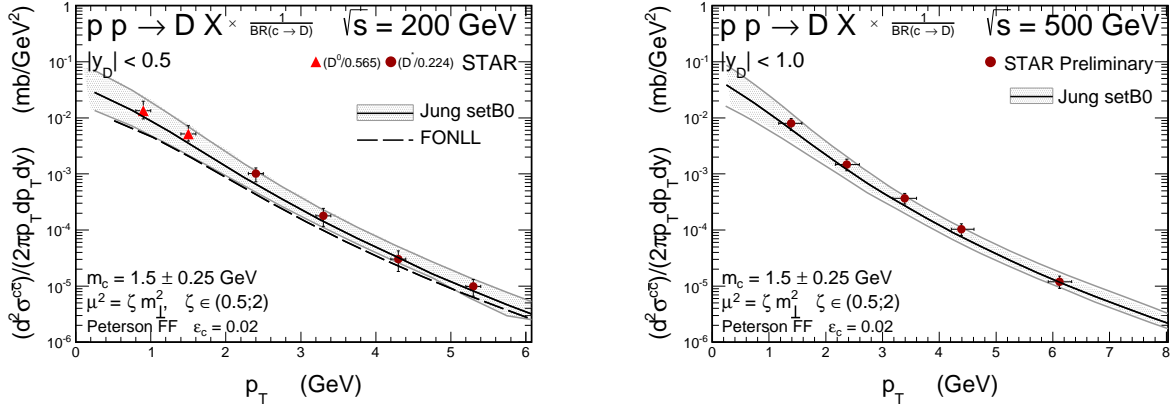 p p → D X × 1/BR(c → D) √s = 200 GeV
|y_D| < 0.5
(D⁰/0.565) (D*/0.224) STAR
Jung setB0
FONLL
(d²σ^cc̄)/(2πp_T dp_T dy) (mb/GeV²)
10⁻¹
10⁻²
10⁻³
10⁻⁴
10⁻⁵
10⁻⁶
m_c = 1.5 ± 0.25 GeV
μ² = ζ m²_⊥, ζ ∈ (0.5;2)
Peterson FF ε_c = 0.02
0 1 2 3 4 5 6
p_T (GeV)
p p → D X × 1/BR(c → D) √s = 500 GeV
|y_D| < 1.0
STAR Preliminary
Jung setB0
(d²σ^cc̄)/(2πp_T dp_T dy) (mb/GeV²)
1
10⁻¹
10⁻²
10⁻³
10⁻⁴
10⁻⁵
10⁻⁶
m_c = 1.5 ± 0.25 GeV
μ² = ζ m²_⊥, ζ ∈ (0.5;2)
Peterson FF ε_c = 0.02
0 1 2 3 4 5 6 7 8
p_T (GeV)